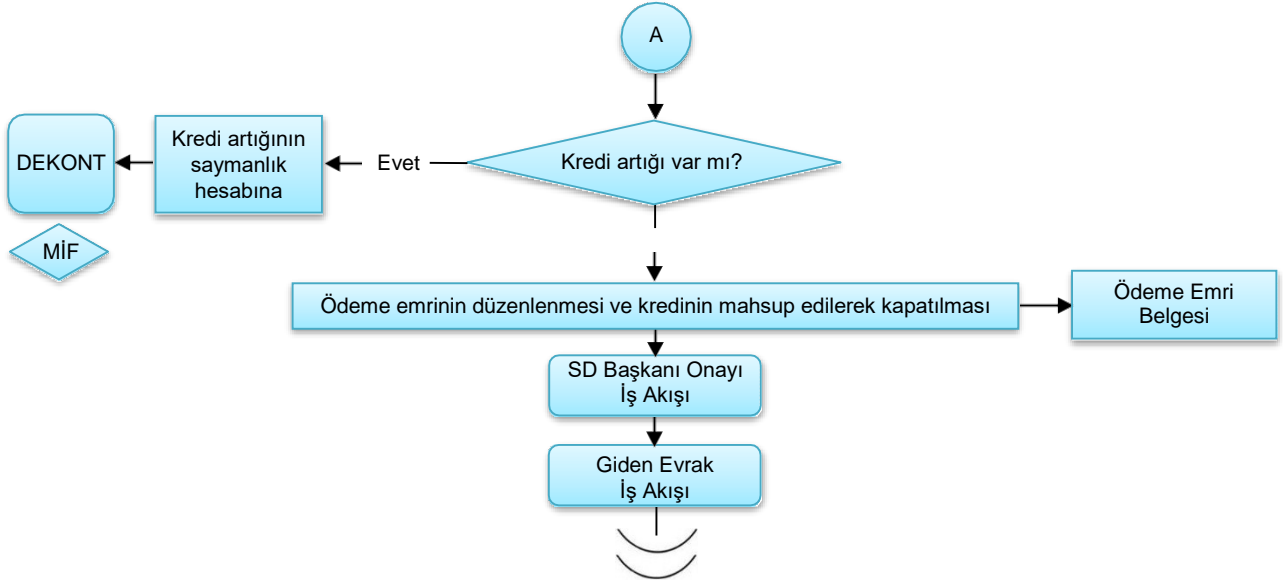 A
Kredi artığı var mı?
Evet
Kredi artığının
saymanlık
hesabına
DEKONT
MİF
Ödeme emrinin düzenlenmesi ve kredinin mahsup edilerek kapatılması
Ödeme Emri
Belgesi
SD Başkanı Onayı
İş Akışı
Giden Evrak
İş Akışı